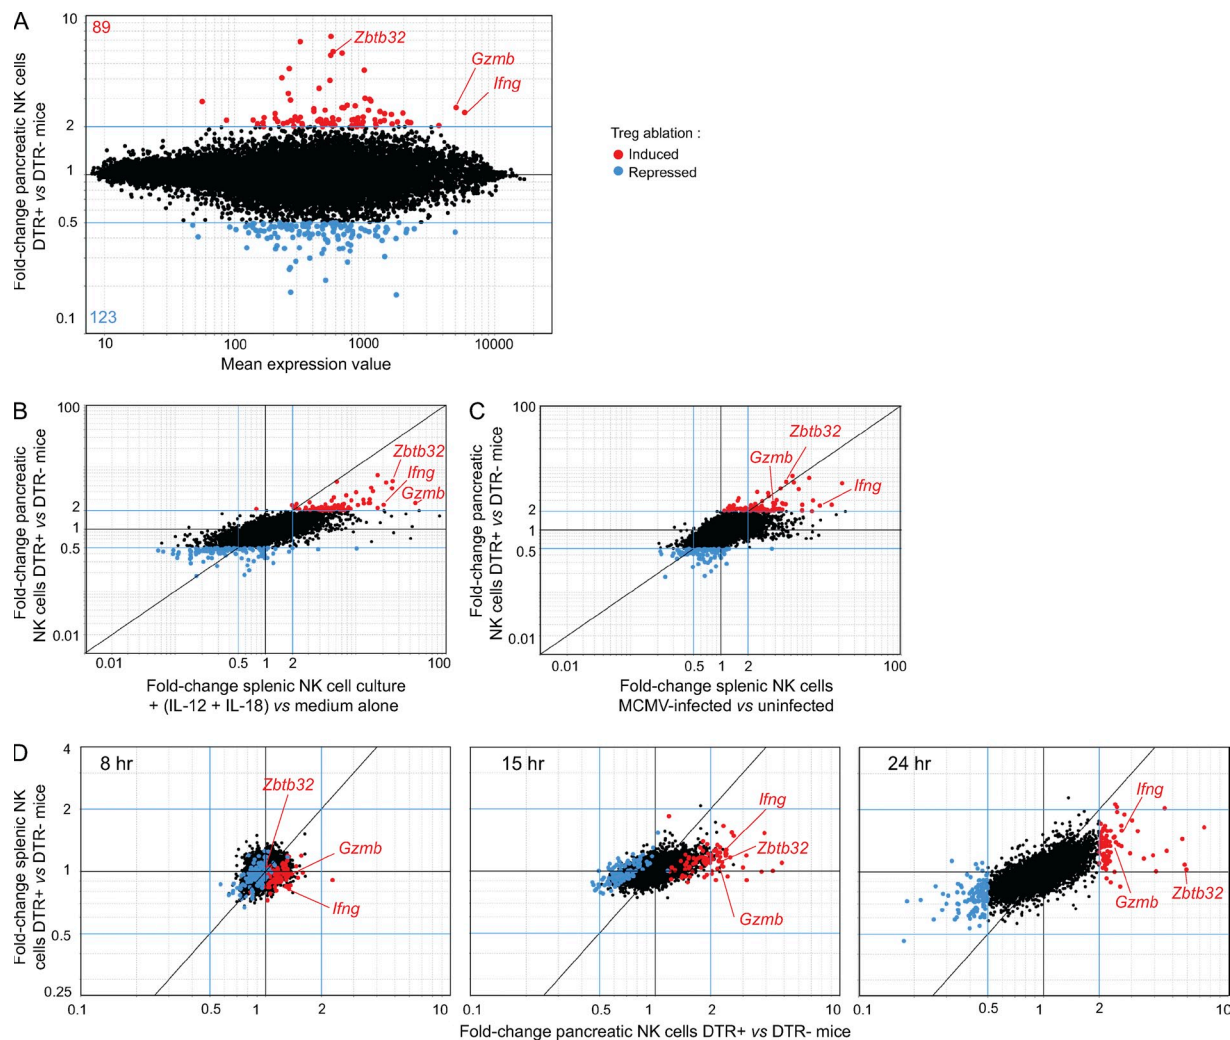 A
Fold-change pancreatic NK cells
DTR+ vs DTR- mice
10
2
1
0.5
0.1
89
123
Zbtb32
Gzmb
Ifng
10
100
1000
10000
Mean expression value
Treg ablation :
Induced
Repressed
B
Fold-change pancreatic
NK cells DTR+ vs DTR- mice
100
2
1
0.5
0.01
Zbtb32
Ifng
Gzmb
0.01
0.5
1
2
100
Fold-change splenic NK cell culture
+ (IL-12 + IL-18) vs medium alone
C
Fold-change pancreatic
NK cells DTR+ vs DTR- mice
100
2
1
0.5
0.01
Zbtb32
Gzmb
Ifng
0.01
0.5
1
2
100
Fold-change splenic NK cells
MCMV-infected vs uninfected
D
Fold-change splenic NK
cells DTR+ vs DTR- mice
4
2
1
0.5
0.25
8 hr
Zbtb32
Gzmb
Ifng
0.1
0.5
1
2
10
15 hr
Ifng
Zbtb32
Gzmb
0.1
0.5
1
2
10
24 hr
Ifng
Gzmb
Zbtb32
0.1
0.5
1
2
10
Fold-change pancreatic NK cells DTR+ vs DTR- mice